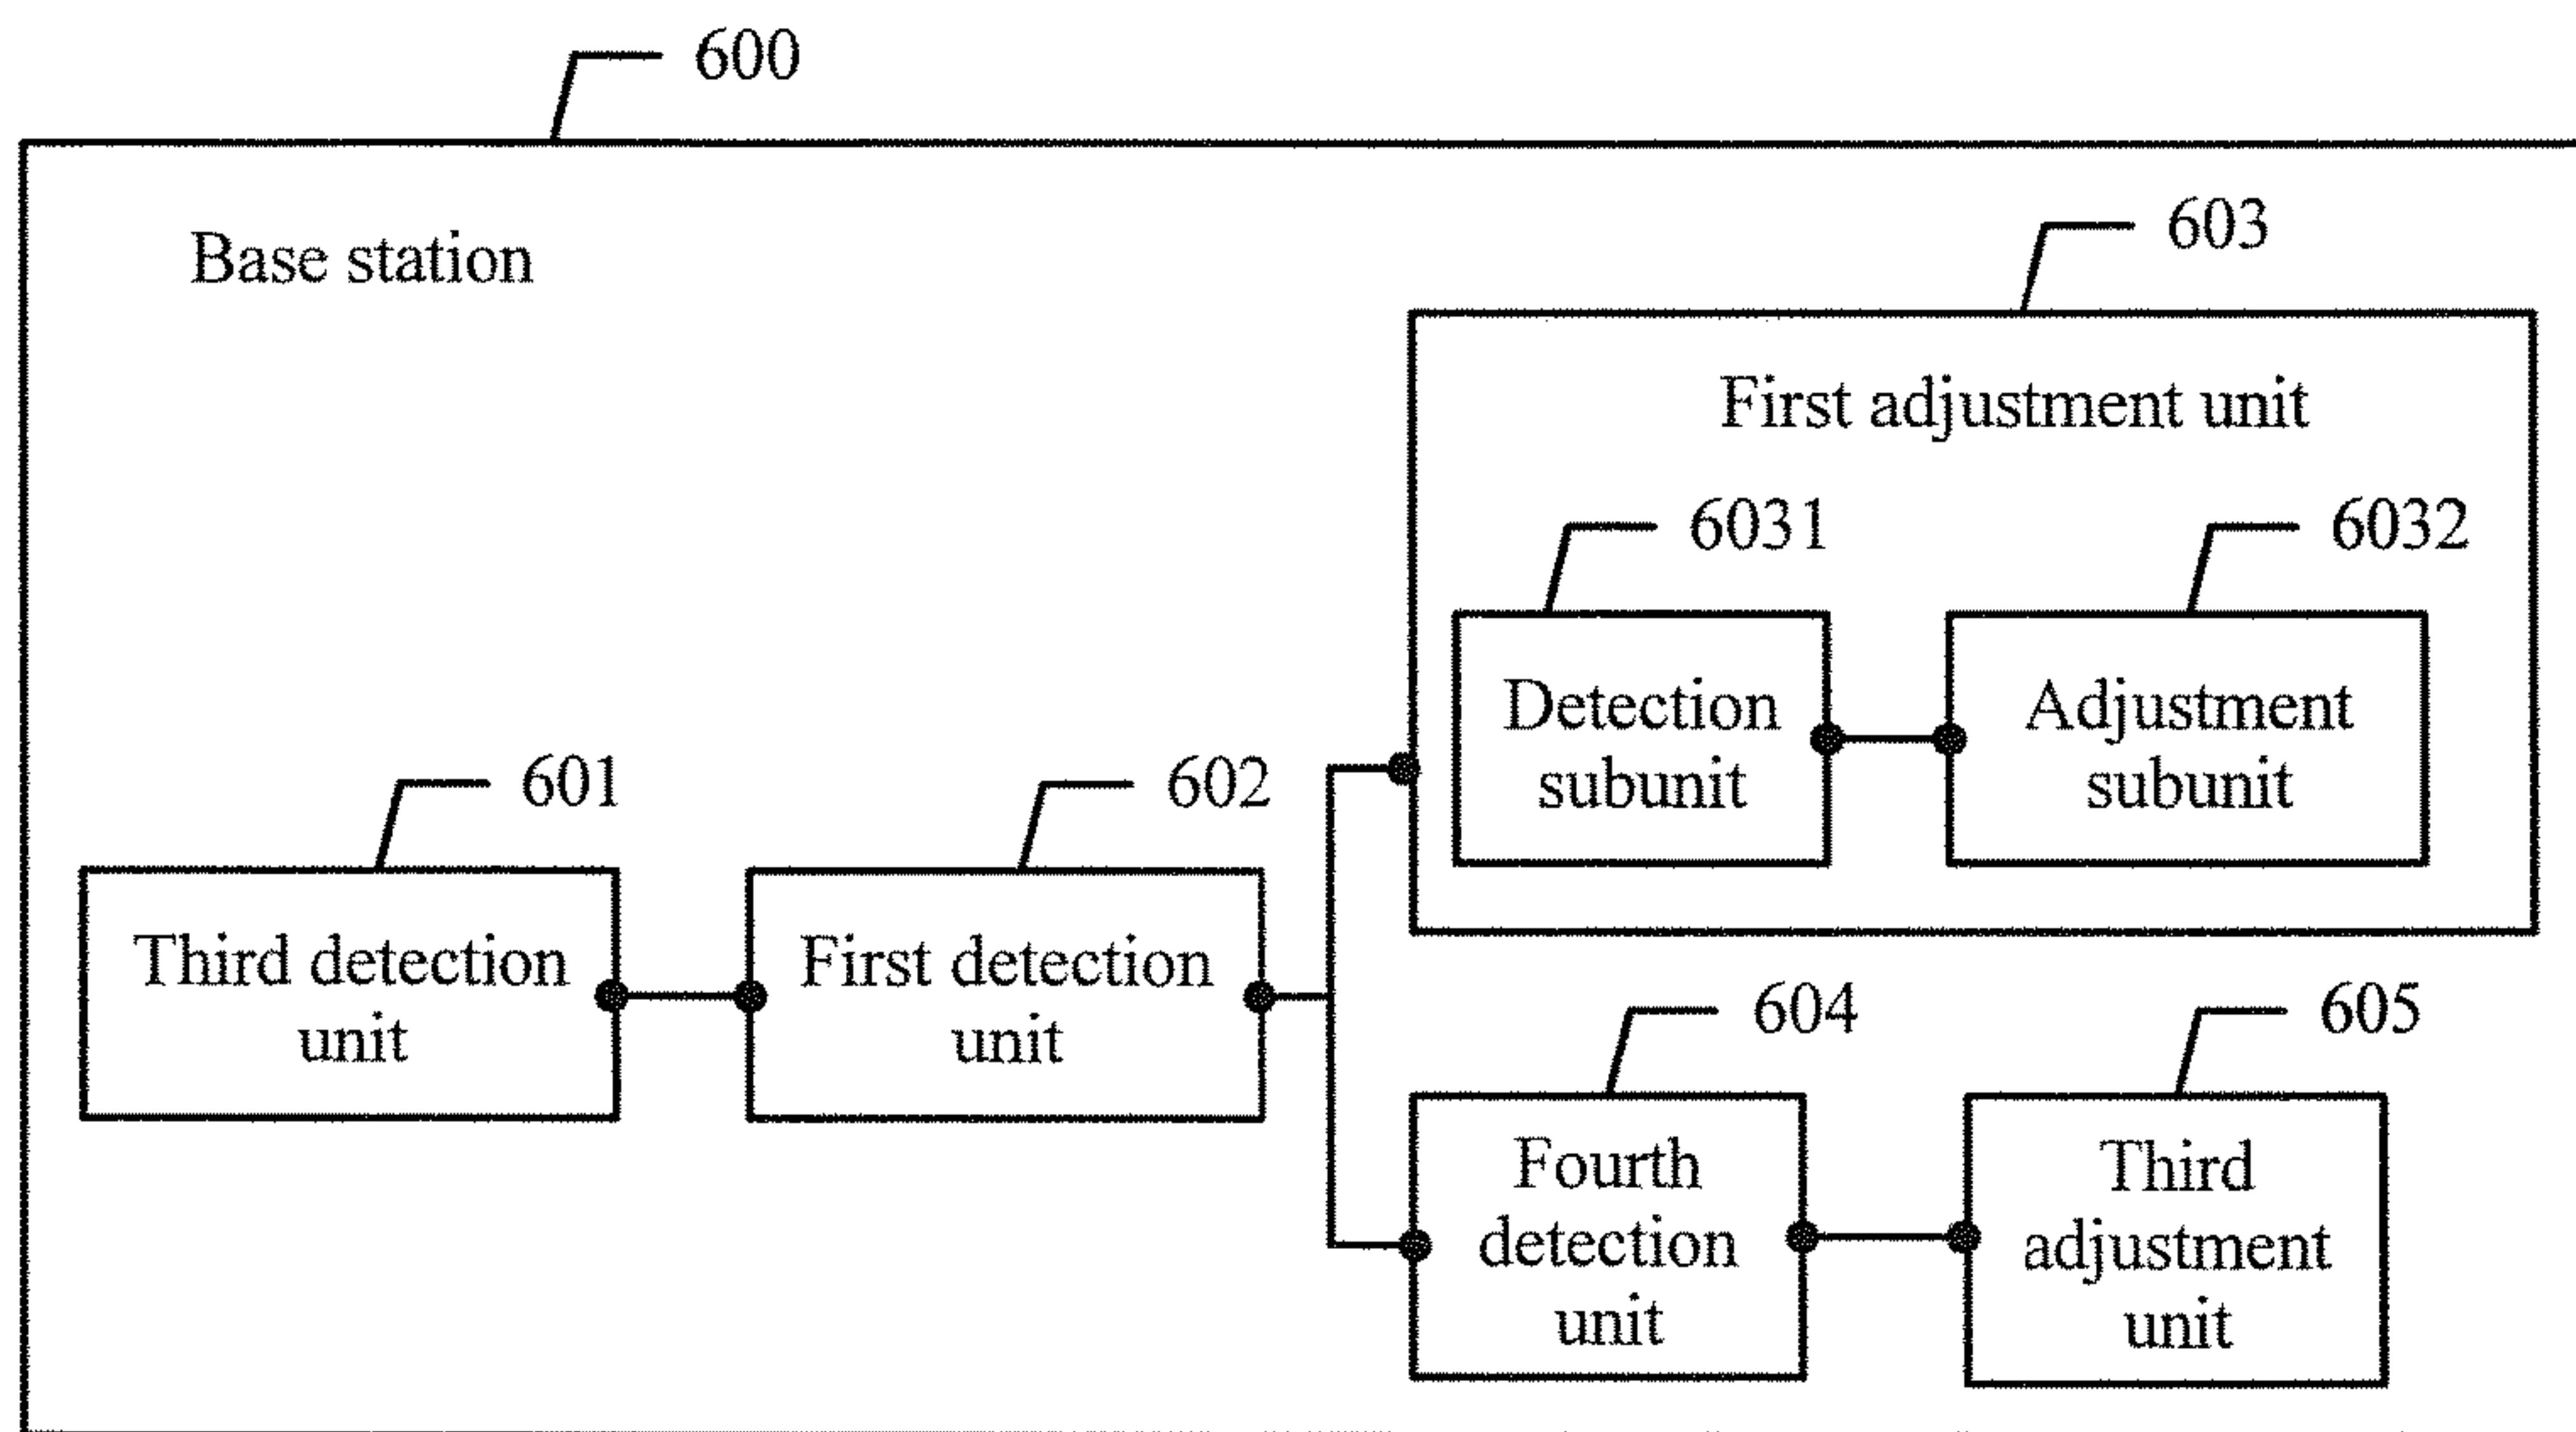 600
Base station
603
First adjustment unit
6031
6032
Detection
subunit
Adjustment
subunit
601
602
Third detection
unit
First detection
unit
604
605
Fourth
detection
unit
Third
adjustment
unit